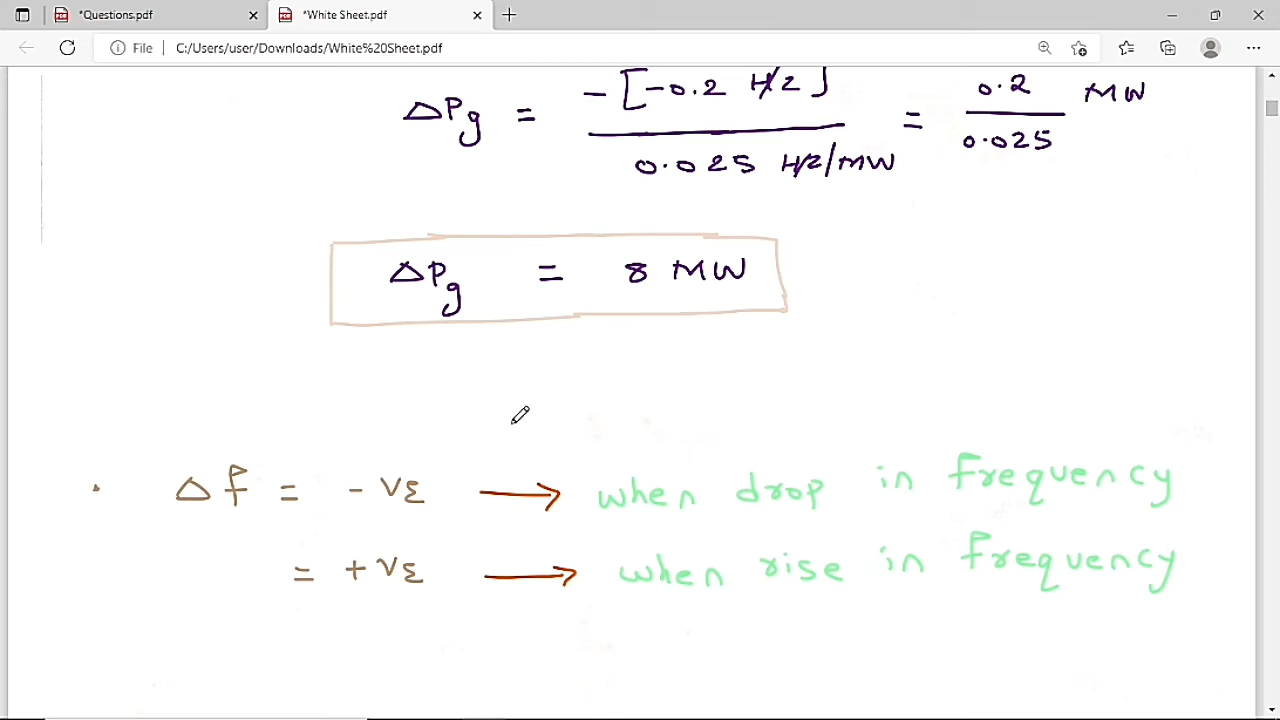 *Questions.pdf
*White Sheet.pdf
File C:/Users/user/Downloads/White%20Sheet.pdf
ΔPg = -[-0.2 Hz] / 0.025 Hz/MW = 0.2 / 0.025 MW
ΔPg = 8 MW
· Δf = -ve → when drop in frequency
= +ve → when rise in frequency